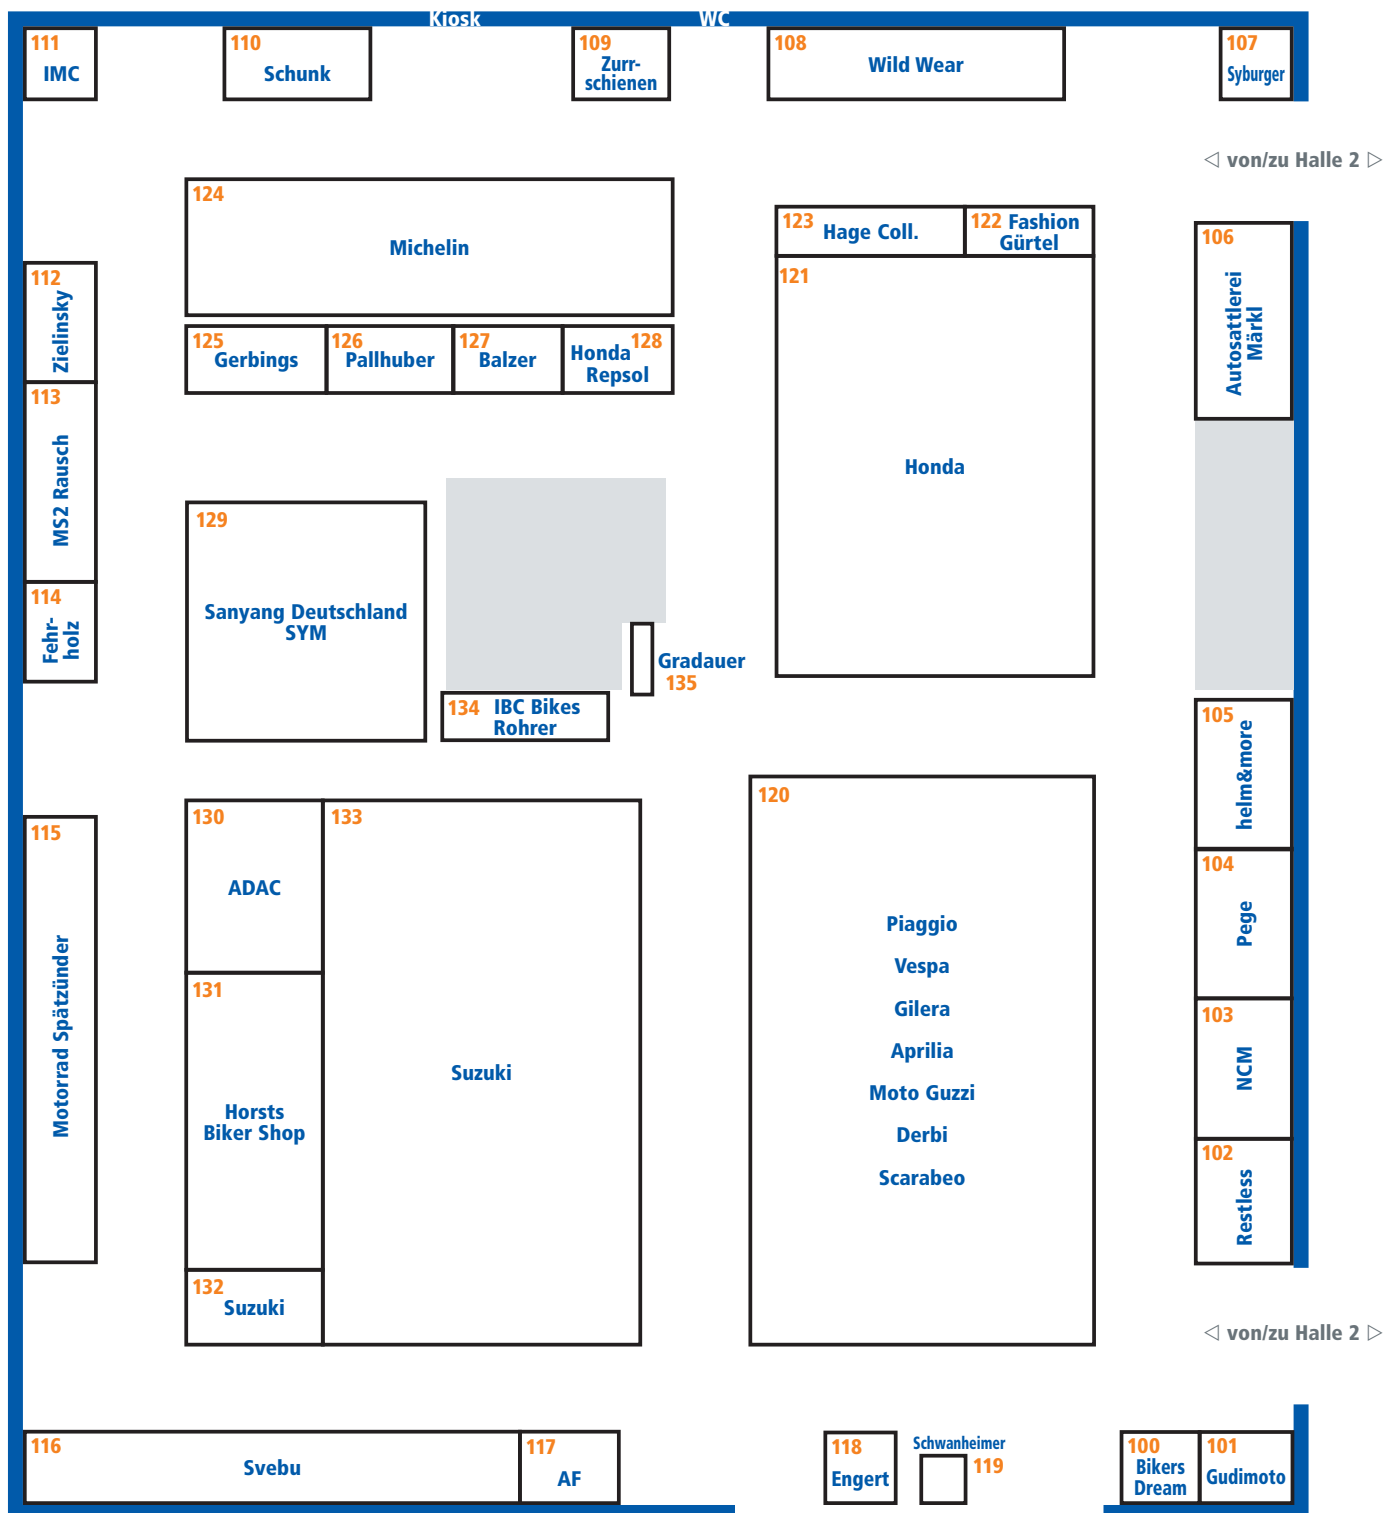 Kiosk
WC
111
IMC
110
Schunk
109
Zurr-
schienen
108
Wild Wear
107
Syburger
◁ von/zu Halle 2 ▷
124
Michelin
123 Hage Coll.
122 Fashion
Gürtel
106
Autosattlerei
Märkl
112
Zielinsky
121
Honda
125
Gerbings
126
Pallhuber
127
Balzer
128
Honda
Repsol
113
MS2 Rausch
129
Sanyang Deutschland
SYM
114
Fehr-
holz
Gradauer
135
134 IBC Bikes
Rohrer
105
helm&more
120
Piaggio
Vespa
Gilera
Aprilia
Moto Guzzi
Derbi
Scarabeo
130
ADAC
133
Suzuki
115
Motorrad Spätzünder
104
Pege
131
Horsts
Biker Shop
103
NCM
102
Restless
132
Suzuki
◁ von/zu Halle 2 ▷
116
Svebu
117
AF
118
Engert
Schwanheimer
119
100
Bikers
Dream
101
Gudimoto